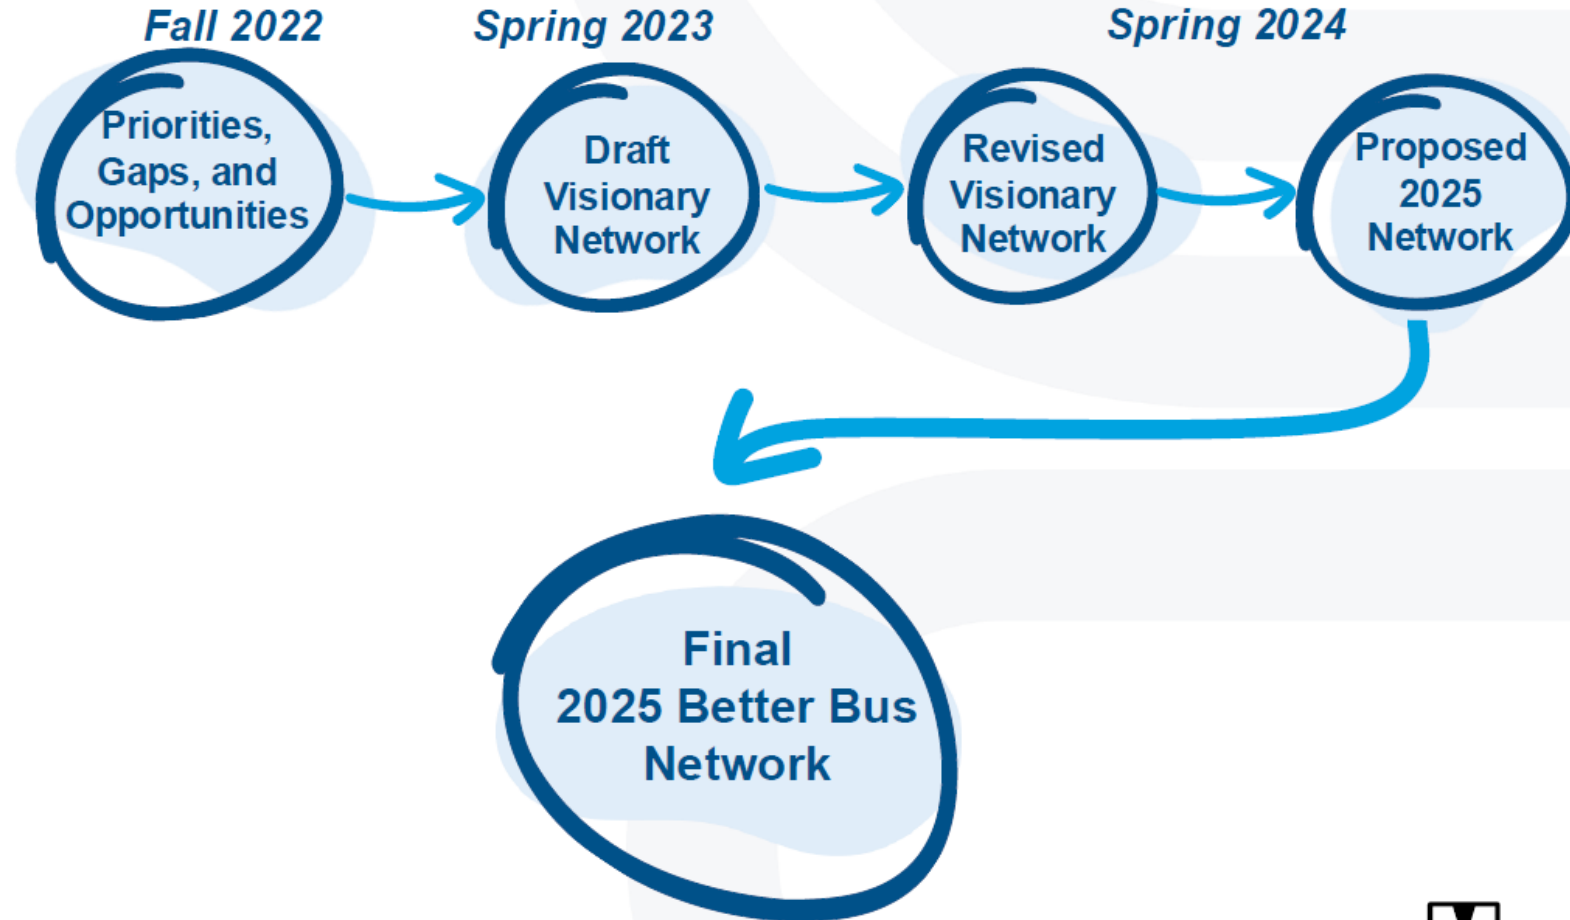 Fall 2022
Spring 2023
Spring 2024
Priorities,
Gaps, and
Opportunities
Draft
Visionary
Network
Revised
Visionary
Network
Proposed
2025
Network
Final
2025 Better Bus
Network